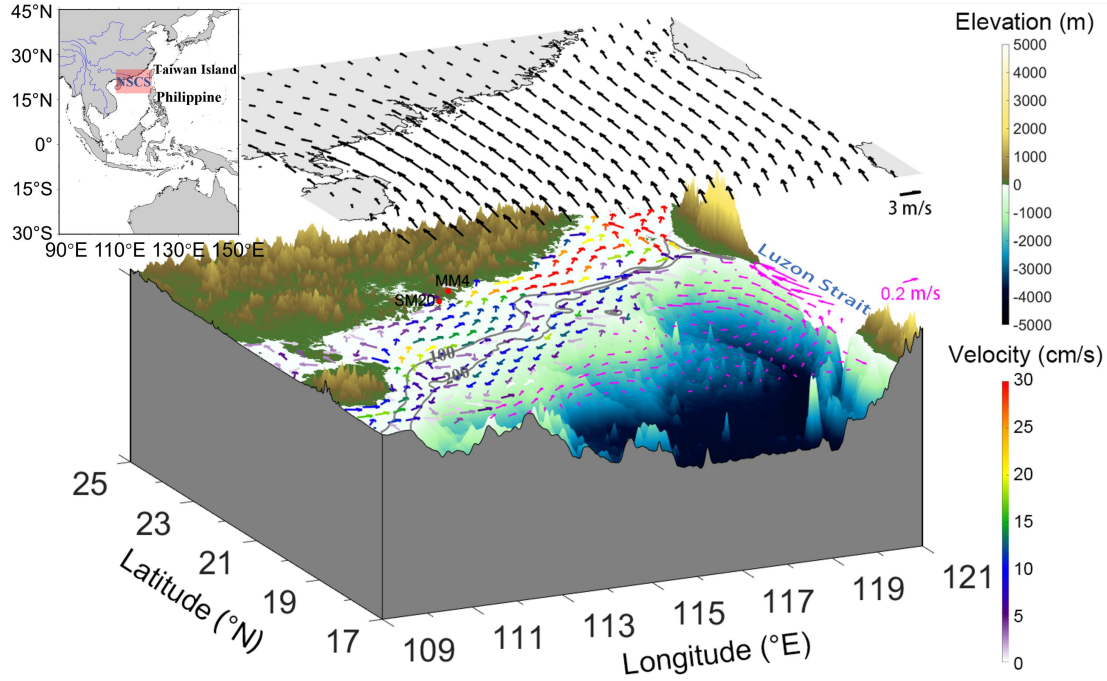 45°N
30°N
15°N
0°
15°S
30°S
90°E
110°E
130°E
150°E
NSCS
Taiwan Island
Philippine
3 m/s
Luzon Strait
0.2 m/s
MM4
SM20
100
200
25
23
21
19
17
Latitude (°N)
109
111
113
115
117
119
121
Longitude (°E)
Elevation (m)
5000
4000
3000
2000
1000
0
-1000
-2000
-3000
-4000
-5000
Velocity (cm/s)
30
25
20
15
10
5
0